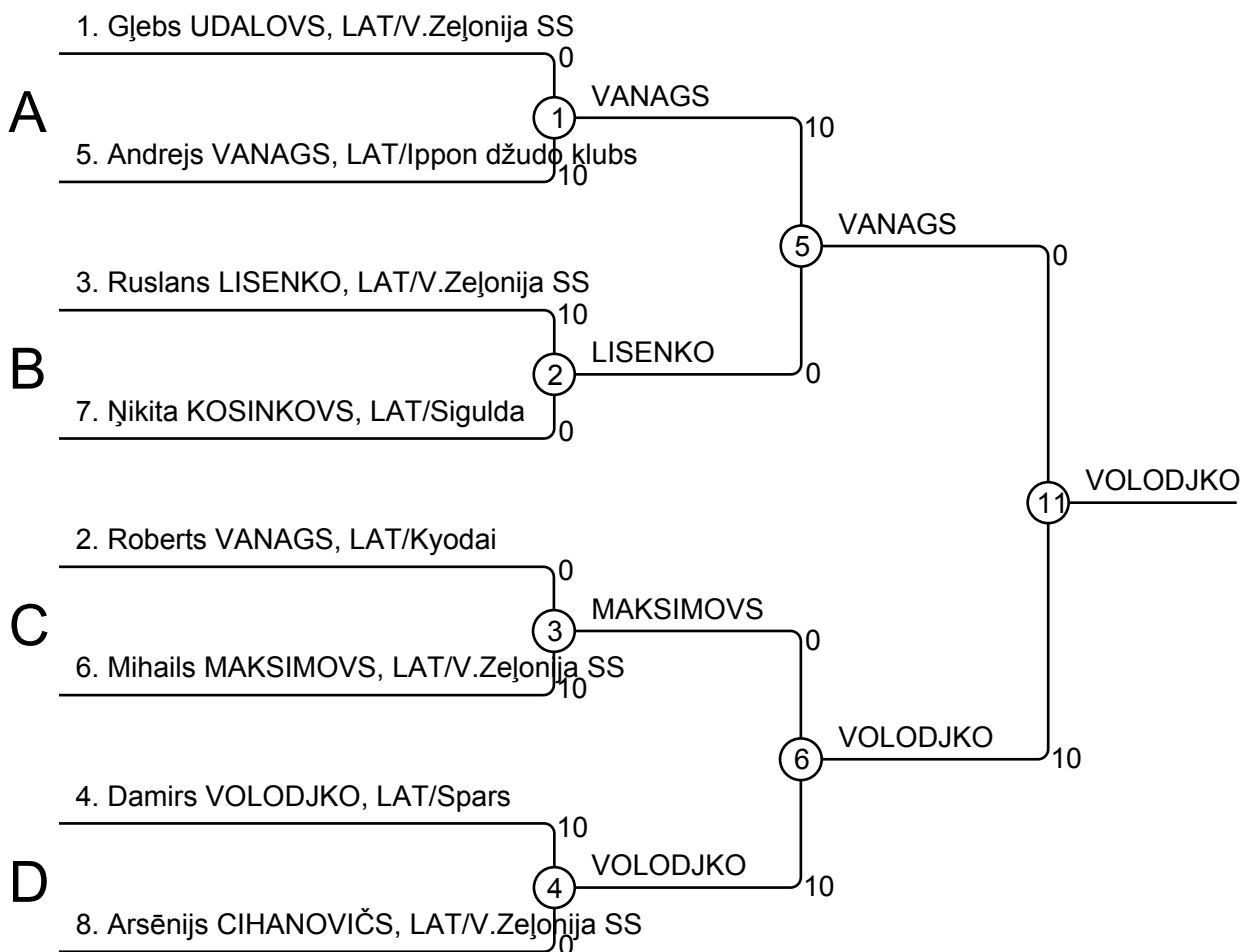 1. Gļebs UDALOVS, LAT/V.Zeļonija SS
0
A
1
VANAGS
10
5. Andrejs VANAGS, LAT/Ippon džudo klubs
10
5
VANAGS
0
3. Ruslans LISENKO, LAT/V.Zeļonija SS
10
B
2
LISENKO
0
7. Ņikita KOSINKOVS, LAT/Sigulda
0
11
VOLODJKO
2. Roberts VANAGS, LAT/Kyodai
0
C
3
MAKSIMOVS
0
6. Mihails MAKSIMOVS, LAT/V.Zeļonija SS
10
6
VOLODJKO
10
4. Damirs VOLODJKO, LAT/Spars
10
D
4
VOLODJKO
10
8. Arsēnijs CIHANOVIČS, LAT/V.Zeļonija SS
0